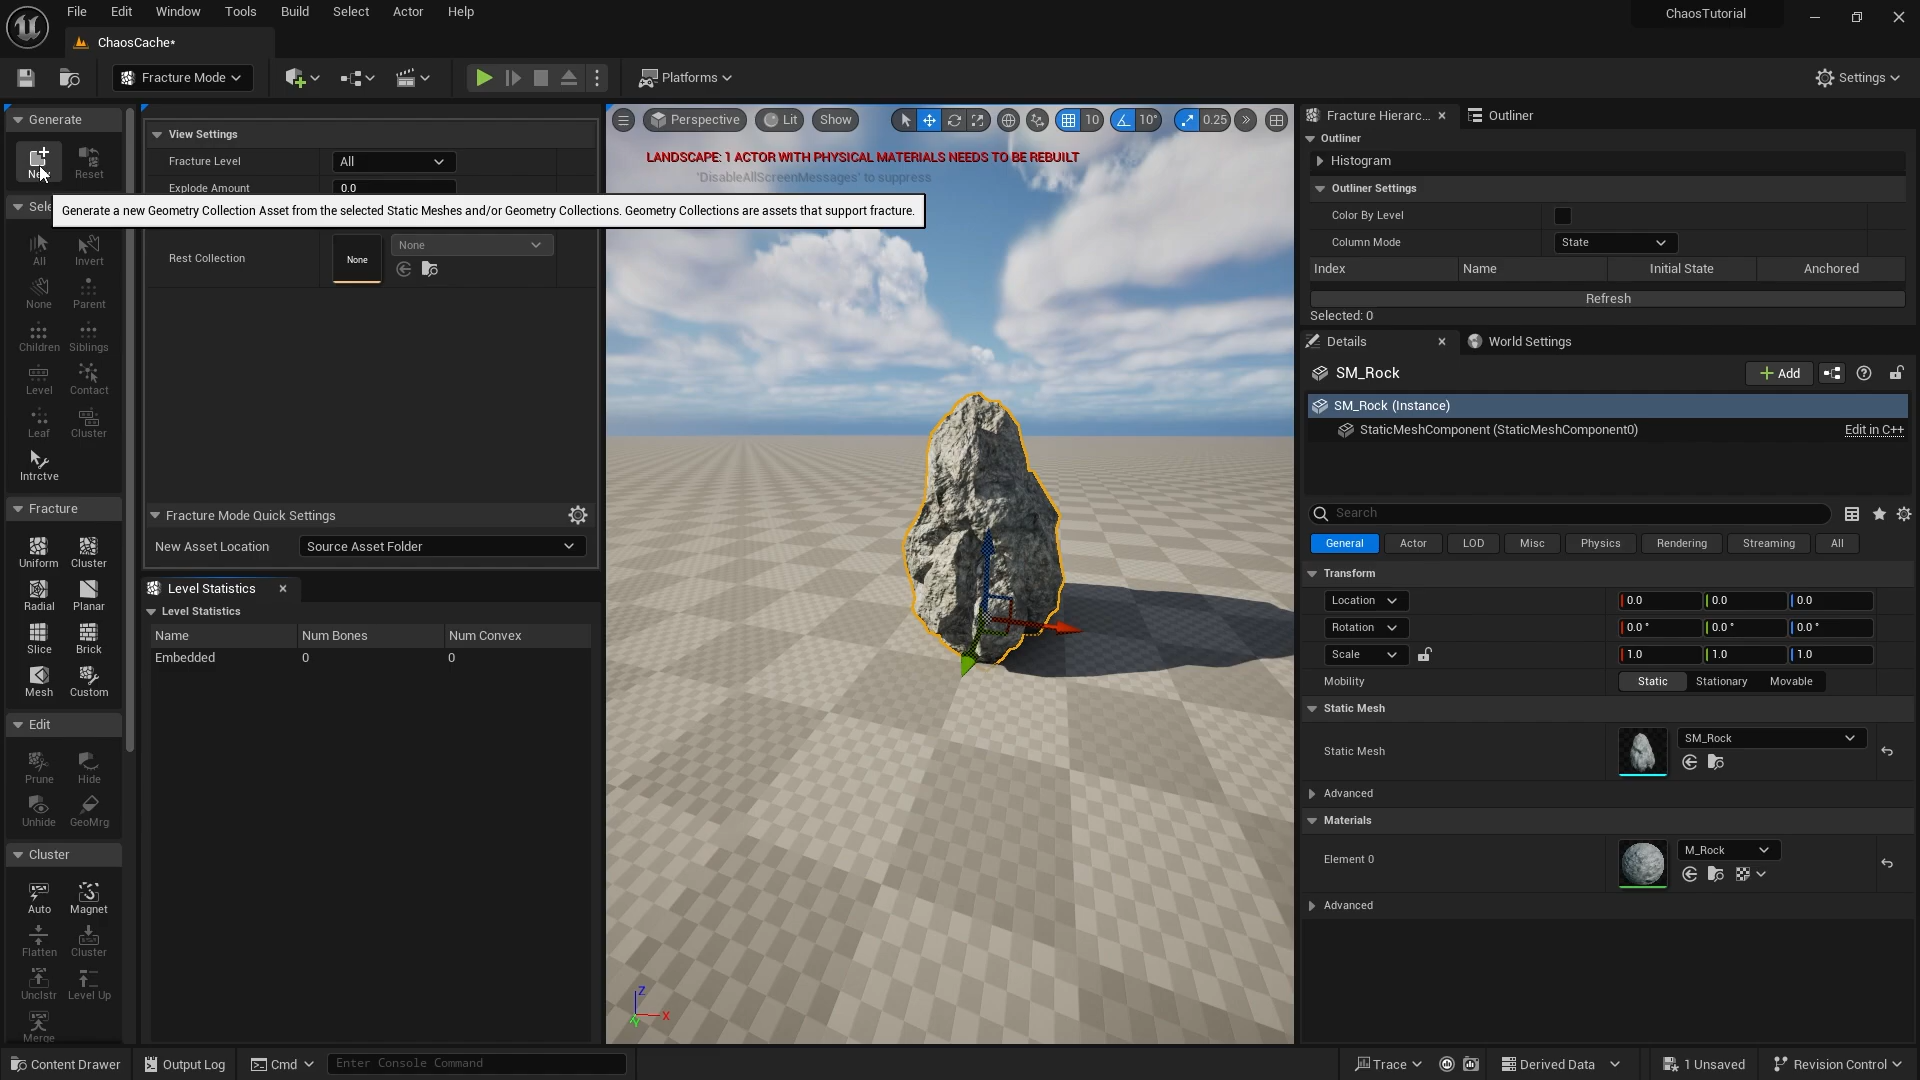 File Edit Window Tools Build Select Actor Help
ChaosTutorial
ChaosCache*
Fracture Mode
Platforms
Settings
Generate
New Reset
All Invert
None Parent
Children Siblings
Level Contact
Leaf Cluster
Intrctve
Fracture
Uniform Cluster
Radial Planar
Slice Brick
Mesh Custom
Edit
Prune Hide
Unhide GeoMrg
Cluster
Auto Magnet
Flatten Cluster
Unclstr Level Up
Merge
View Settings
Fracture Level All
Explode Amount 0.0
Generate a new Geometry Collection Asset from the selected Static Meshes and/or Geometry Collections. Geometry Collections are assets that support fracture.
Rest Collection None None
Fracture Mode Quick Settings
New Asset Location Source Asset Folder
Level Statistics
Level Statistics
Name Num Bones Num Convex
Embedded 0 0
Perspective Lit Show 10 10° 0.25
LANDSCAPE: 1 ACTOR WITH PHYSICAL MATERIALS NEEDS TO BE REBUILT
'DisableAllScreenMessages' to suppress
Z
X
Y
Fracture Hierarc... Outliner
Outliner
Histogram
Outliner Settings
Color By Level
Column Mode State
Index Name Initial State Anchored
Refresh
Selected: 0
Details World Settings
SM_Rock
Add
SM_Rock (Instance)
StaticMeshComponent (StaticMeshComponent0) Edit in C++
Search
General Actor LOD Misc Physics Rendering Streaming All
Transform
Location 0.0 0.0 0.0
Rotation 0.0 ° 0.0 ° 0.0 °
Scale 1.0 1.0 1.0
Mobility Static Stationary Movable
Static Mesh
Static Mesh SM_Rock
Advanced
Materials
Element 0 M_Rock
Advanced
Content Drawer Output Log Cmd Enter Console Command
Trace Derived Data 1 Unsaved Revision Control